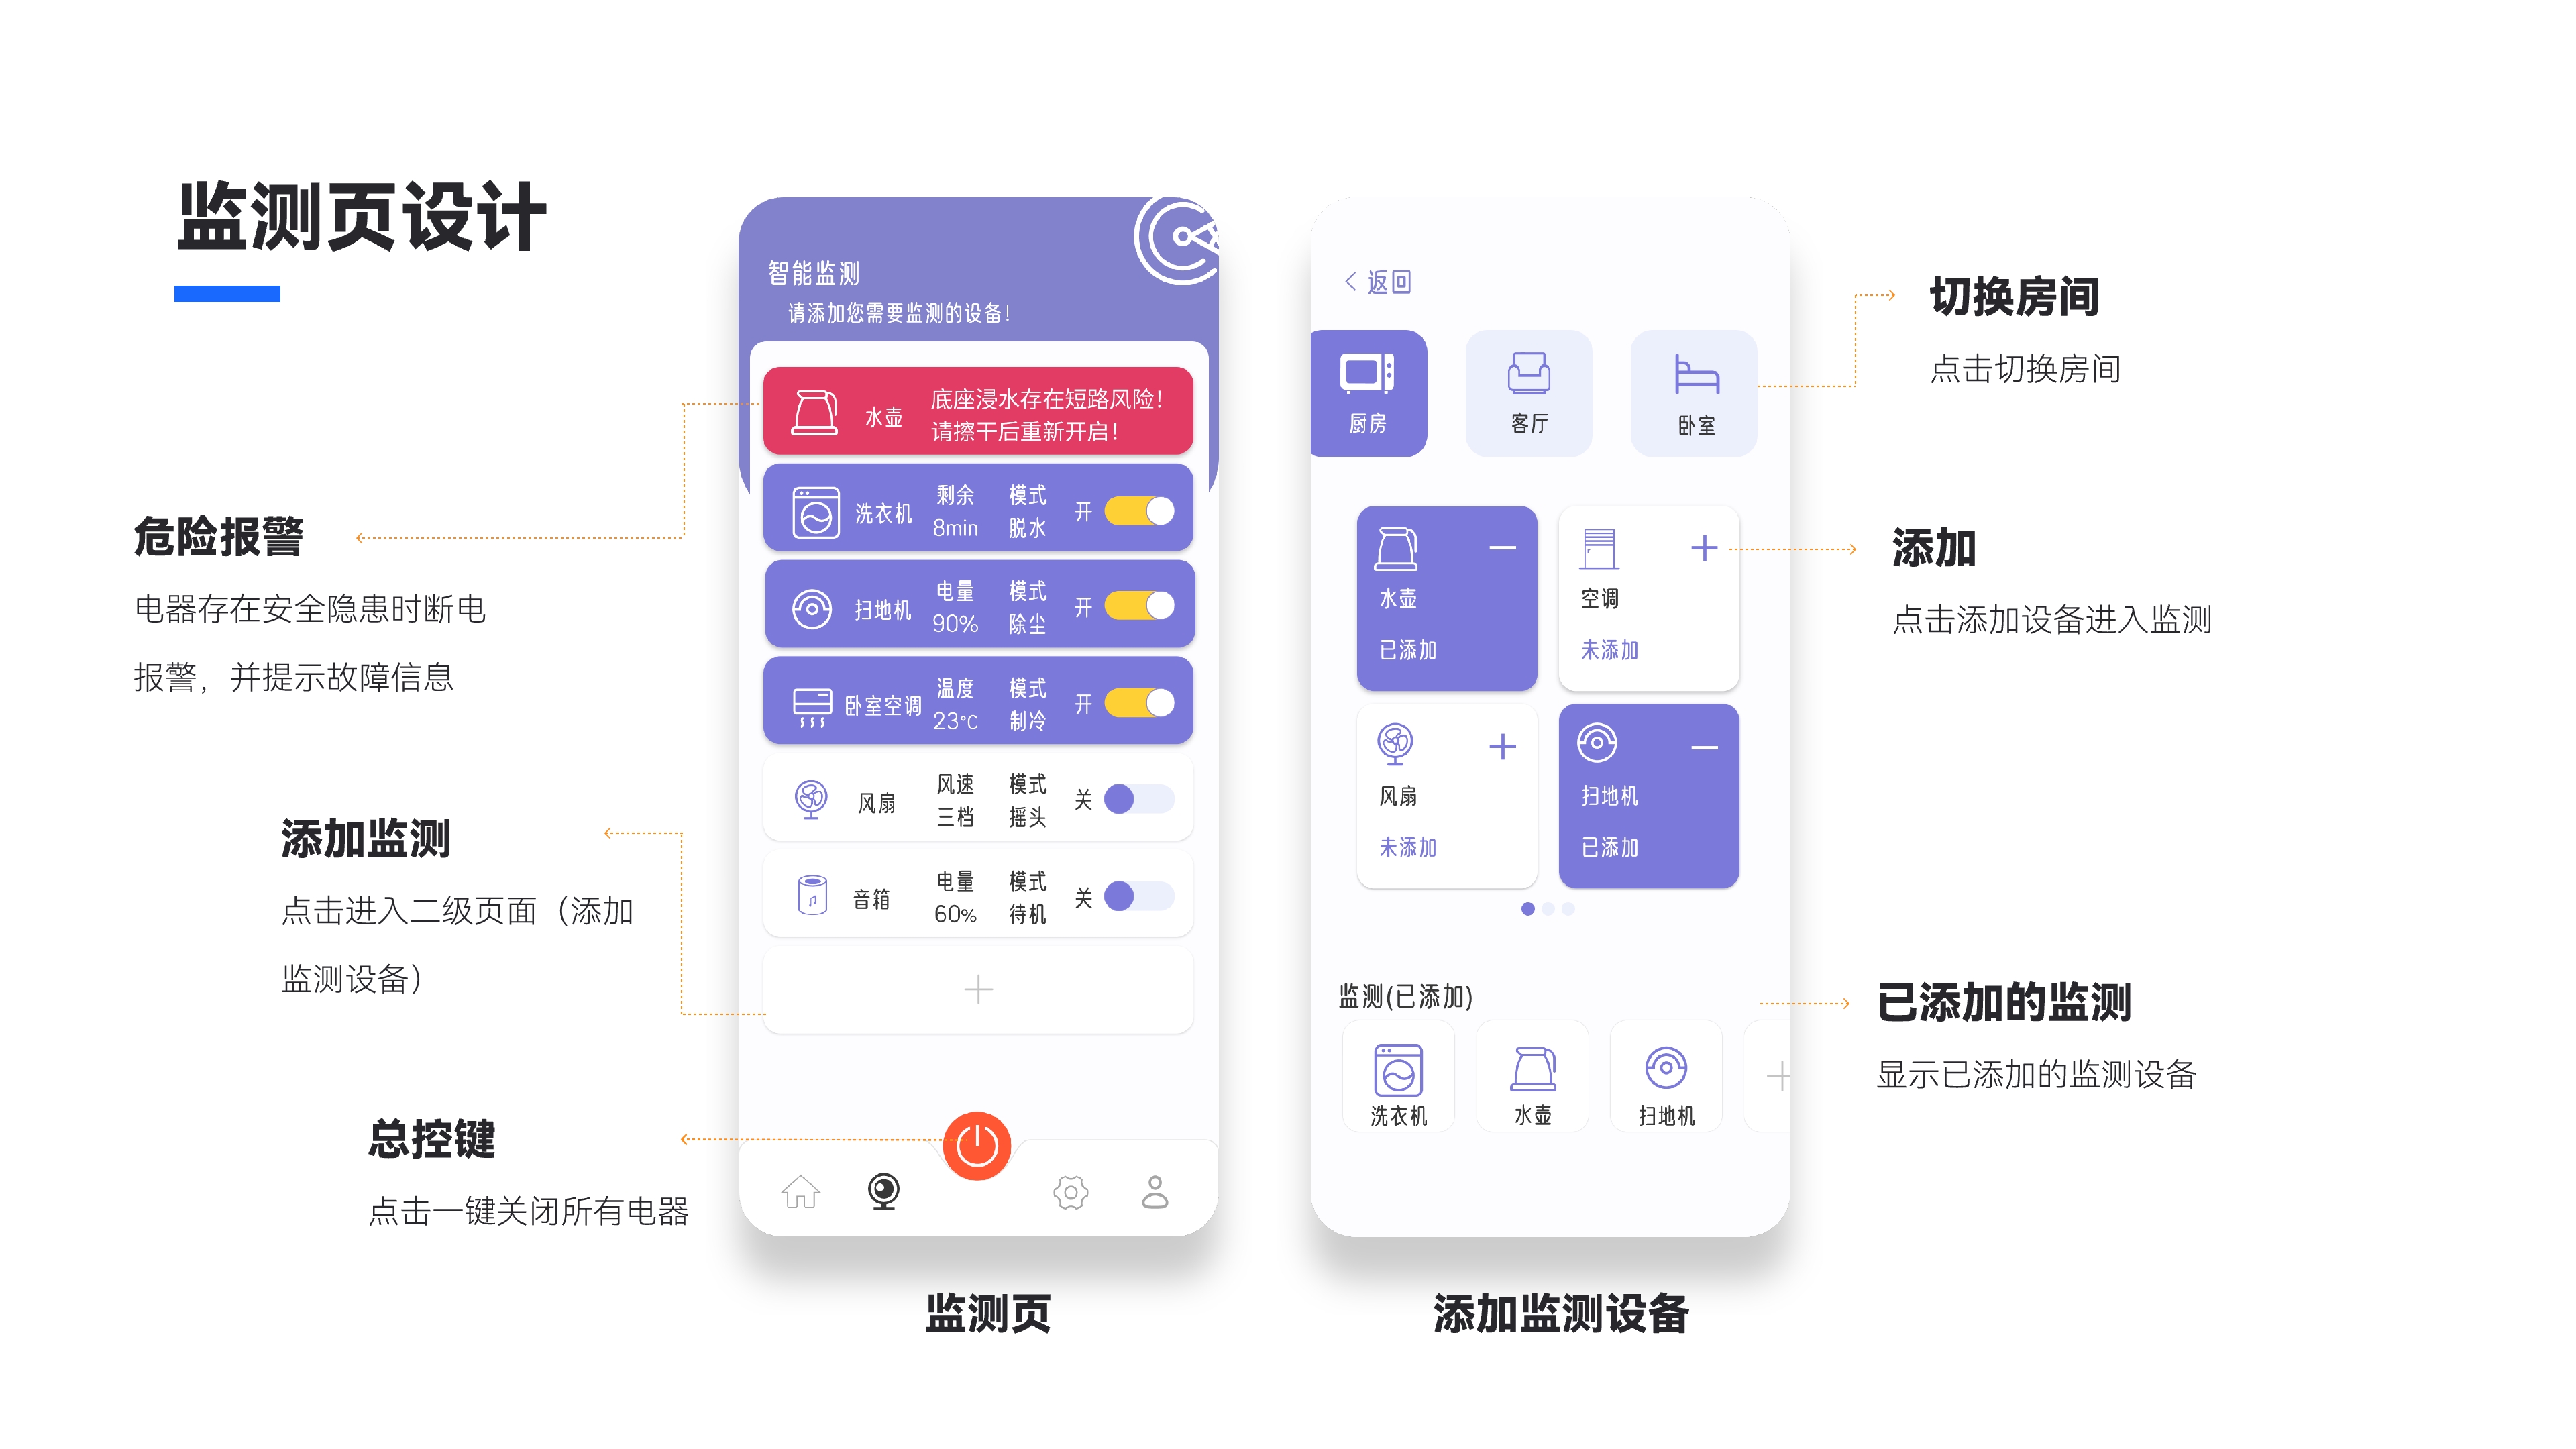 监测页设计
危险报警
电器存在安全隐患时断电
报警，并提示故障信息
添加监测
点击进入二级页面（添加
监测设备）
总控键
点击一键关闭所有电器
智能监测
请添加您需要监测的设备！
水壶
底座浸水存在短路风险！
请擦干后重新开启！
洗衣机
剩余
8min
模式
脱水
开
扫地机
电量
90%
模式
除尘
开
卧室空调
温度
23°C
模式
制冷
开
风扇
风速
三档
模式
摇头
关
音箱
电量
60%
模式
待机
关
监测页
返回
厨房
客厅
卧室
水壶
已添加
空调
未添加
风扇
未添加
扫地机
已添加
监测(已添加)
洗衣机
水壶
扫地机
添加监测设备
切换房间
点击切换房间
添加
点击添加设备进入监测
已添加的监测
显示已添加的监测设备